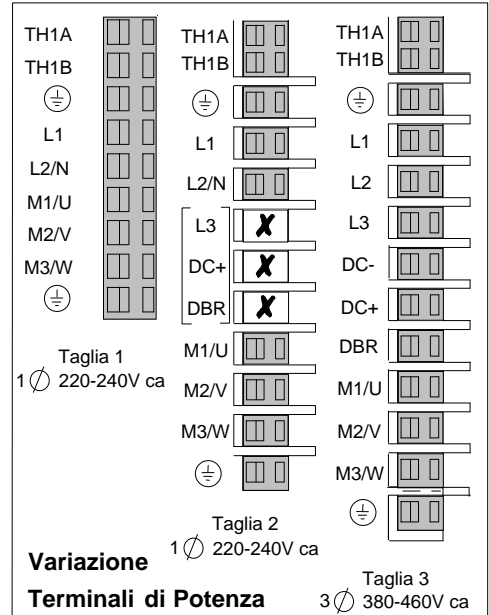 TH1A
TH1B
L1
L2/N
M1/U
M2/V
M3/W
Taglia 1
1 220-240V ca
TH1A
TH1B
L1
L2/N
L3
DC+
DBR
M1/U
M2/V
M3/W
Taglia 2
1 220-240V ca
TH1A
TH1B
L1
L2
L3
DC-
DC+
DBR
M1/U
M2/V
M3/W
Taglia 3
3 380-460V ca
Variazione
Terminali di Potenza